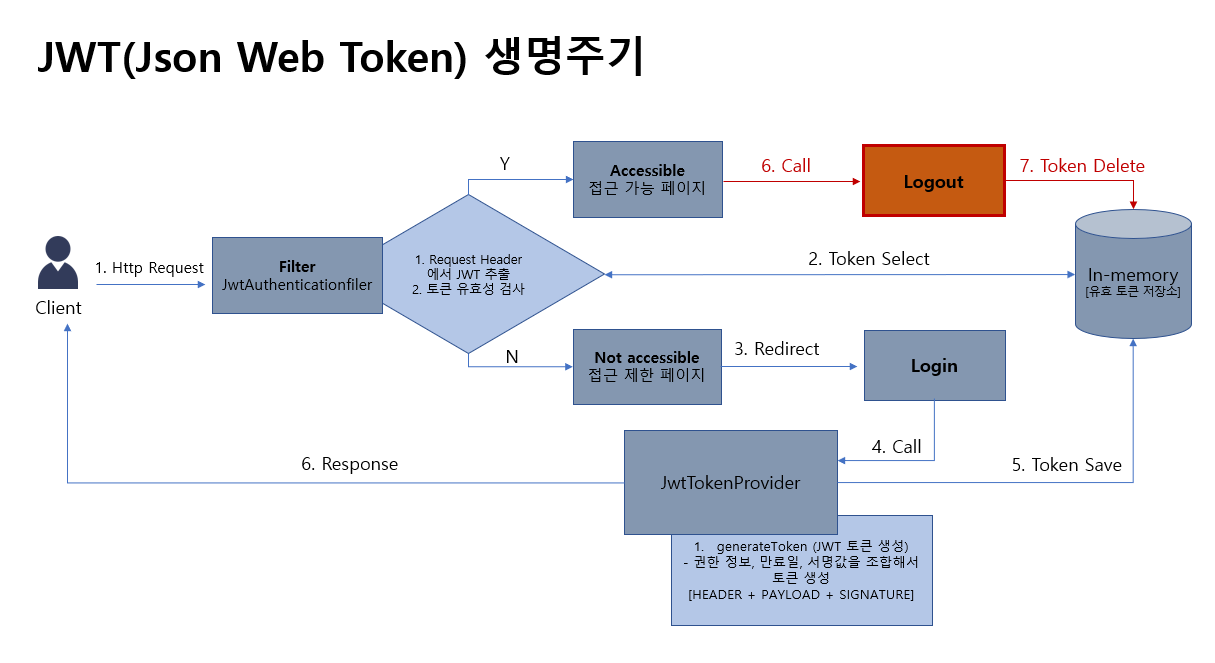 JWT(Json Web Token) 생명주기
Y
Accessible
접근 가능 페이지
6. Call
Logout
7. Token Delete
Client
1. Http Request
Filter
JwtAuthenticationfiler
1. Request Header
에서 JWT 추출
2. 토큰 유효성 검사
2. Token Select
In-memory
[유효 토큰 저장소]
N
Not accessible
접근 제한 페이지
3. Redirect
Login
4. Call
6. Response
JwtTokenProvider
5. Token Save
1. generateToken (JWT 토큰 생성)
- 권한 정보, 만료일, 서명값을 조합해서
토큰 생성
[HEADER + PAYLOAD + SIGNATURE]